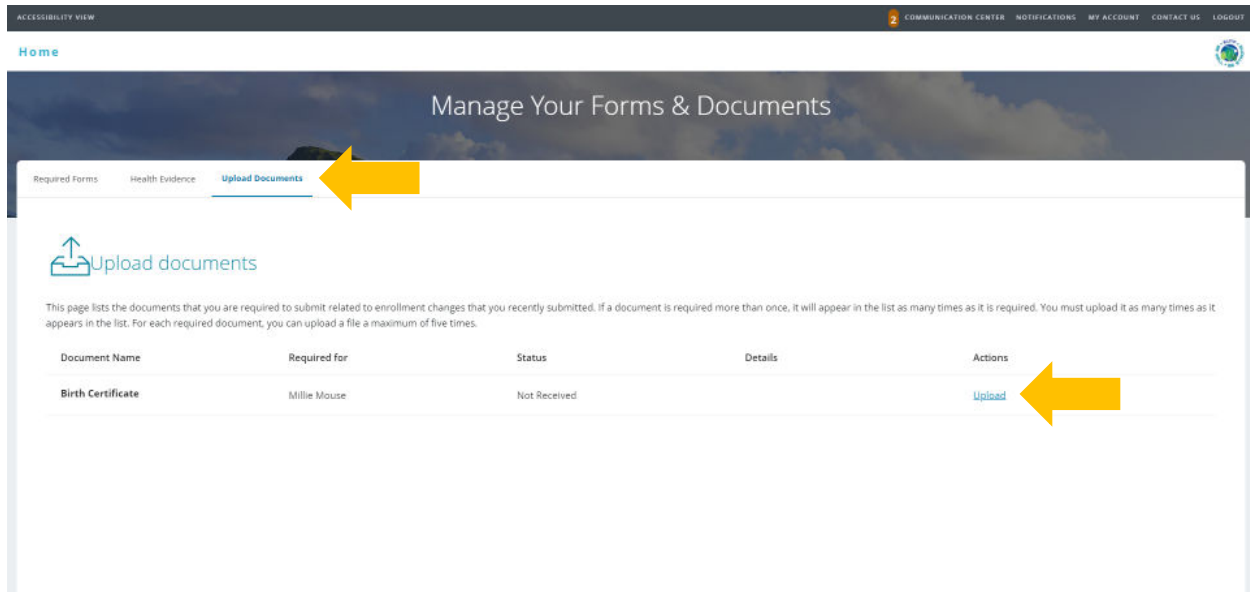 ACCESSIBILITY VIEW
2 COMMUNICATION CENTER NOTIFICATIONS MY ACCOUNT CONTACT US LOGOUT
Home
Manage Your Forms & Documents
Required Forms Health Evidence Upload Documents
Upload documents
This page lists the documents that you are required to submit related to enrollment changes that you recently submitted. If a document is required more than once, it will appear in the list as many times as it is required. You must upload it as many times as it
appears in the list. For each required document, you can upload a file a maximum of five times.
Document Name Required for Status Details Actions
Birth Certificate Millie Mouse Not Received Upload